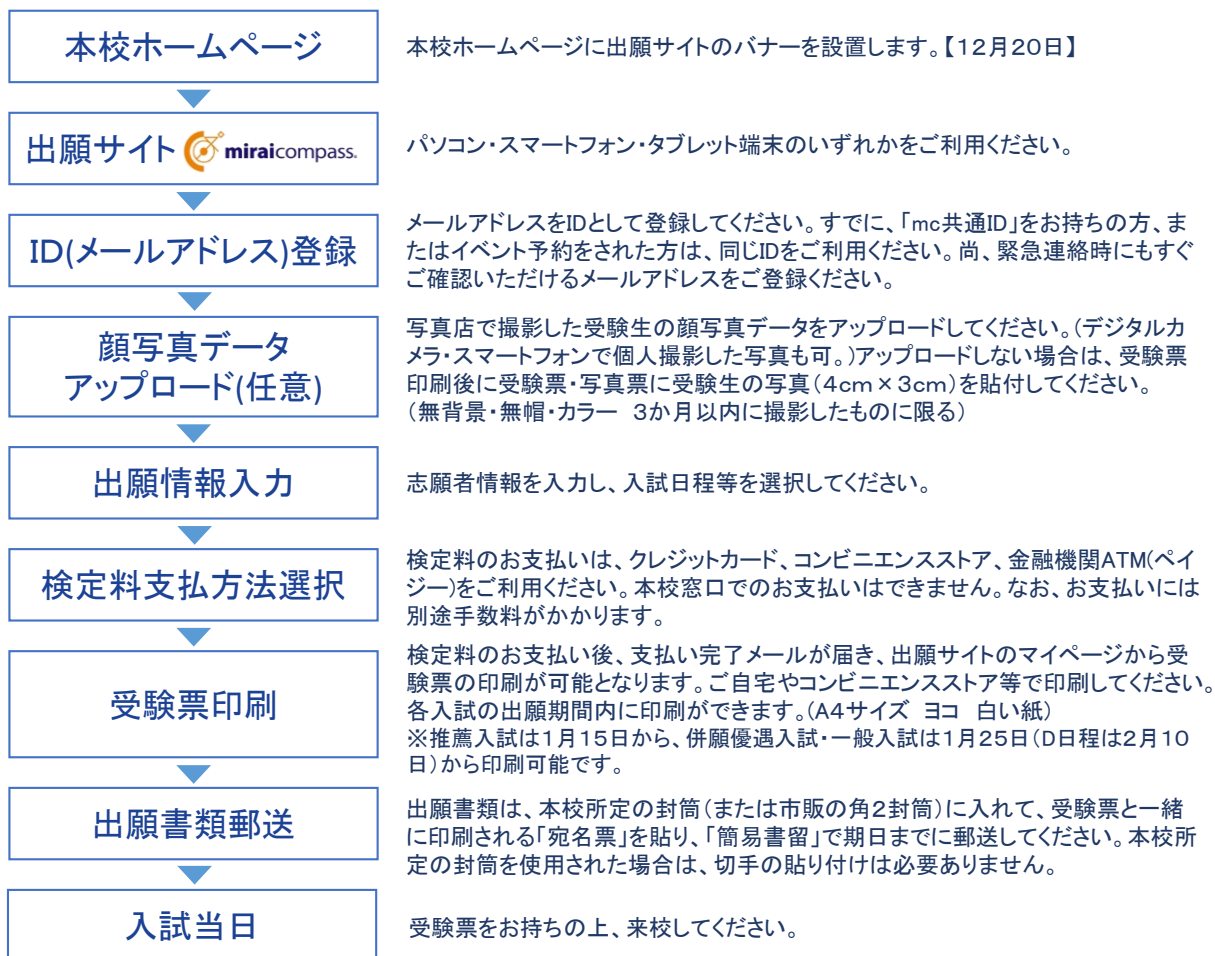 本校ホームページ
本校ホームページに出願サイトのバナーを設置します。【12月20日】
出願サイト miraicompass.
パソコン・スマートフォン・タブレット端末のいずれかをご利用ください。
ID(メールアドレス)登録
メールアドレスをIDとして登録してください。すでに、「mc共通ID」をお持ちの方、ま
たはイベント予約をされた方は、同じIDをご利用ください。尚、緊急連絡時にもすぐ
ご確認いただけるメールアドレスをご登録ください。
顔写真データ
アップロード(任意)
写真店で撮影した受験生の顔写真データをアップロードしてください。(デジタルカ
メラ・スマートフォンで個人撮影した写真も可。)アップロードしない場合は、受験票
印刷後に受験票・写真票に受験生の写真(4cm×3cm)を貼付してください。
(無背景・無帽・カラー 3か月以内に撮影したものに限る)
出願情報入力
志願者情報を入力し、入試日程等を選択してください。
検定料支払方法選択
検定料のお支払いは、クレジットカード、コンビニエンスストア、金融機関ATM(ペイ
ジー)をご利用ください。本校窓口でのお支払いはできません。なお、お支払いには
別途手数料がかかります。
受験票印刷
検定料のお支払い後、支払い完了メールが届き、出願サイトのマイページから受
験票の印刷が可能となります。ご自宅やコンビニエンスストア等で印刷してください。
各入試の出願期間内に印刷ができます。(A4サイズ ヨコ 白い紙)
※推薦入試は1月15日から、併願優遇入試・一般入試は1月25日(D日程は2月10
日)から印刷可能です。
出願書類郵送
出願書類は、本校所定の封筒(または市販の角2封筒)に入れて、受験票と一緒
に印刷される「宛名票」を貼り、「簡易書留」で期日までに郵送してください。本校所
定の封筒を使用された場合は、切手の貼り付けは必要ありません。
入試当日
受験票をお持ちの上、来校してください。